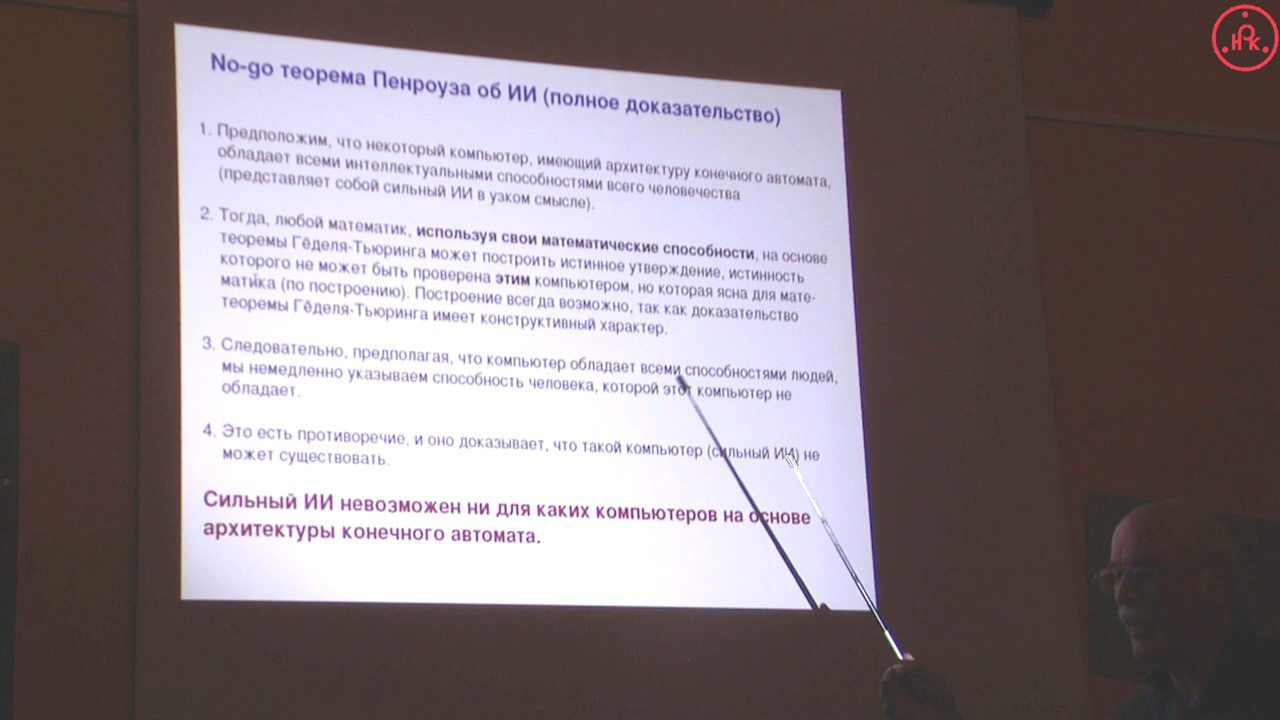 No-go теорема Пенроуза об ИИ (полное доказательство)
1. Предположим, что некоторый компьютер, имеющий архитектуру конечного автомата,
обладает всеми интеллектуальными способностями всего человечества
(представляет собой сильный ИИ в узком смысле).
2. Тогда, любой математик, используя свои математические способности, на основе
теоремы Гёделя-Тьюринга может построить истинное утверждение, истинность
которого не может быть проверена этим компьютером, но которая ясна для мате-
матика (по построению). Построение всегда возможно, так как доказательство
теоремы Гёделя-Тьюринга имеет конструктивный характер.
3. Следовательно, предполагая, что компьютер обладает всеми способностями людей,
мы немедленно указываем способность человека, которой этот компьютер не
обладает.
4. Это есть противоречие, и оно доказывает, что такой компьютер (сильный ИИ) не
может существовать.
Сильный ИИ невозможен ни для каких компьютеров на основе
архитектуры конечного автомата.